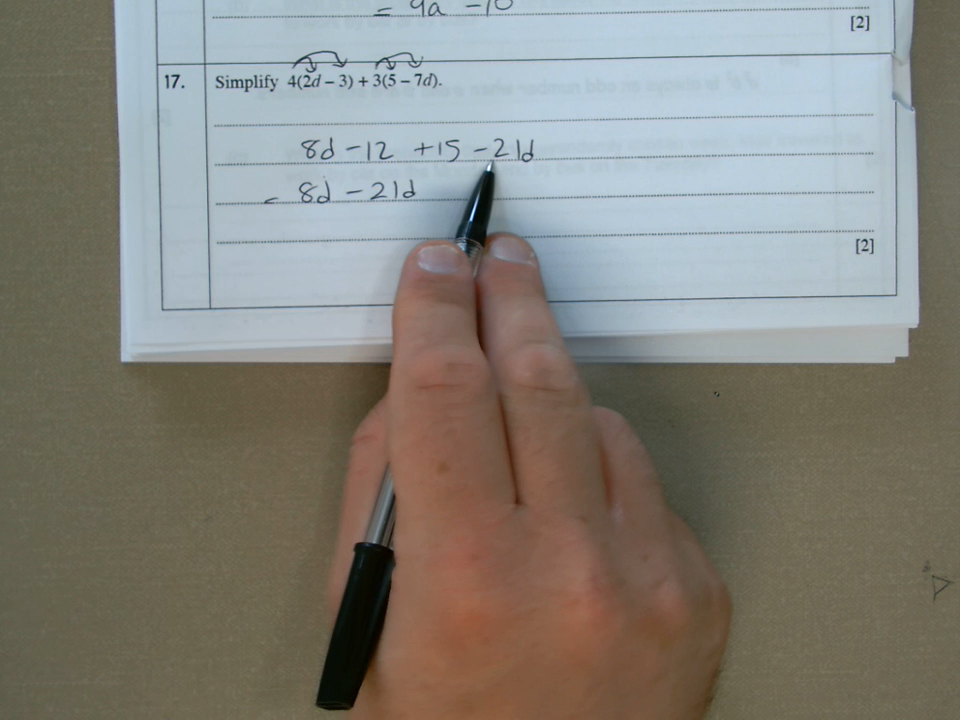 = 9a -10
[2]
17. Simplify 4(2d – 3) + 3(5 – 7d).
8d -12 +15 -21d
= 8d - 21d
[2]